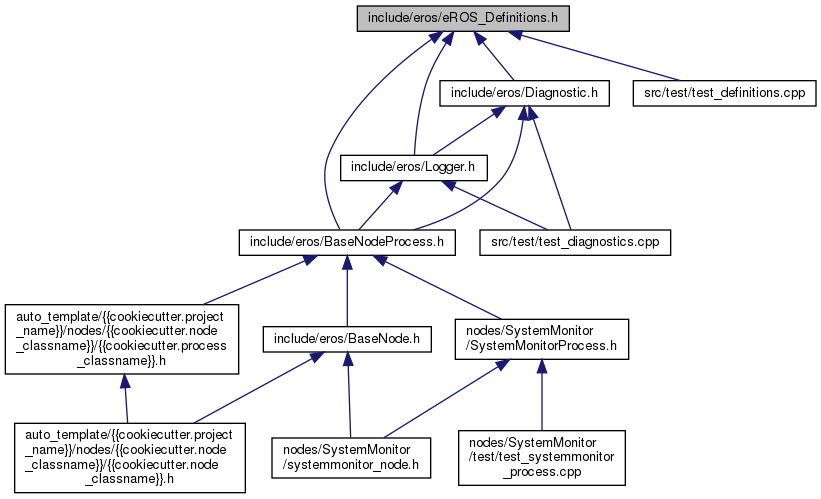 include/eros/eROS_Definitions.h
include/eros/Diagnostic.h
src/test/test_definitions.cpp
include/eros/Logger.h
include/eros/BaseNodeProcess.h
src/test/test_diagnostics.cpp
auto_template/{{cookiecutter.project
_name}}/nodes/{{cookiecutter.node
_classname}}/{{cookiecutter.process
_classname}}.h
include/eros/BaseNode.h
nodes/SystemMonitor
/SystemMonitorProcess.h
auto_template/{{cookiecutter.project
_name}}/nodes/{{cookiecutter.node
_classname}}/{{cookiecutter.node
_classname}}.h
nodes/SystemMonitor
/systemmonitor_node.h
nodes/SystemMonitor
/test/test_systemmonitor
_process.cpp